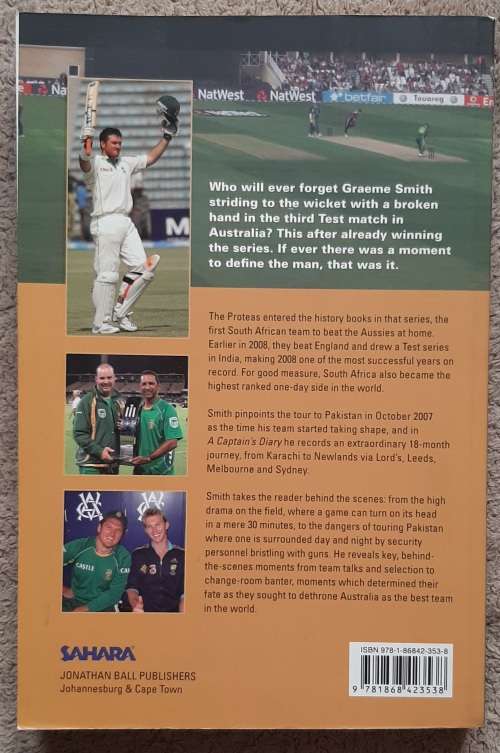 NatWest
NatWest
betfair
Touareg
Who will ever forget Graeme Smith
striding to the wicket with a broken
hand in the third Test match in
Australia? This after already winning
the series. If ever there was a moment
to define the man, that was it.
The Proteas entered the history books in that series, the
first South African team to beat the Aussies at home.
Earlier in 2008, they beat England and drew a Test series
in India, making 2008 one of the most successful years on
record. For good measure, South Africa also became the
highest ranked one-day side in the world.
Smith pinpoints the tour to Pakistan in October 2007
as the time his team started taking shape, and in
A Captain's Diary he records an extraordinary 18-month
journey, from Karachi to Newlands via Lord's, Leeds,
Melbourne and Sydney.
Smith takes the reader behind the scenes: from the high
drama on the field, where a game can turn on its head
in a mere 30 minutes, to the dangers of touring Pakistan
where one is surrounded day and night by security
personnel bristling with guns. He reveals key, behind-
the-scenes moments from team talks and selection to
change-room banter, moments which determined their
fate as they sought to dethrone Australia as the best team
in the world.
CASTLE
SAHARA
JONATHAN BALL PUBLISHERS
Johannesburg & Cape Town
ISBN 978-1-86842-353-8
9 781868 423538